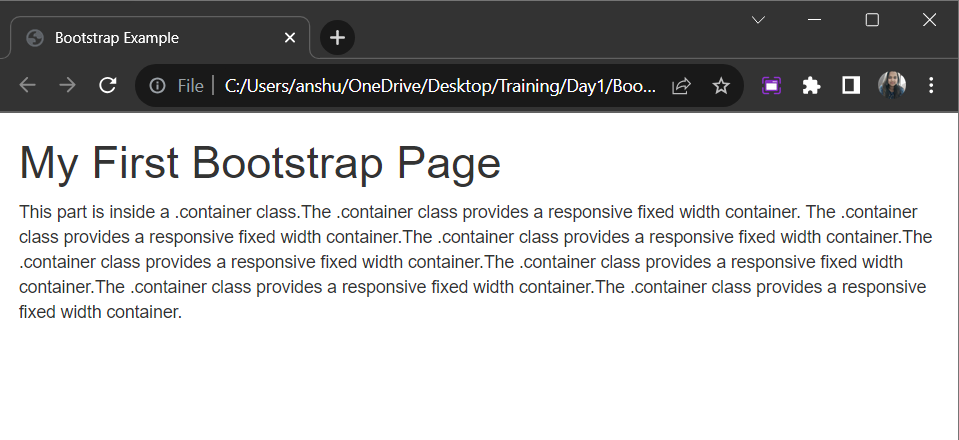 Bootstrap Example
File
C:/Users/anshu/OneDrive/Desktop/Training/Day1/Boo...
My First Bootstrap Page
This part is inside a .container class.The .container class provides a responsive fixed width container. The .container
class provides a responsive fixed width container.The .container class provides a responsive fixed width container.The
.container class provides a responsive fixed width container.The .container class provides a responsive fixed width
container.The .container class provides a responsive fixed width container.The .container class provides a responsive
fixed width container.